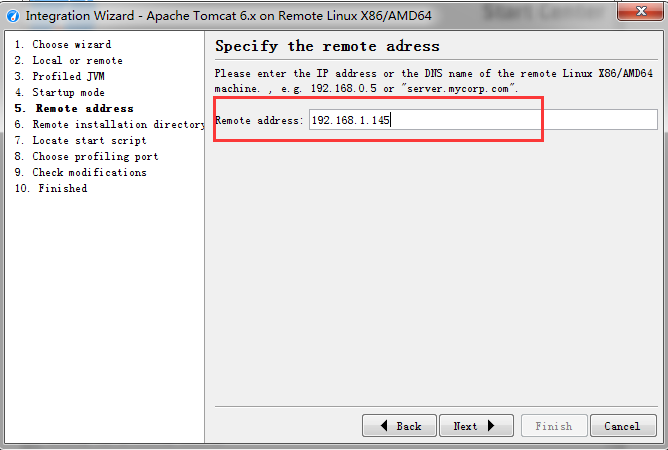 Start Center
Integration Wizard - Apache Tomcat 6.x on Remote Linux X86/AMD64
1. Choose wizard
2. Local or remote
3. Profiled JVM
4. Startup mode
5. Remote address
6. Remote installation directory
7. Locate start script
8. Choose profiling port
9. Check modifications
10. Finished
Specify the remote adress
Please enter the IP address or the DNS name of the remote Linux X86/AMD64
machine. , e.g. 192.168.0.5 or "server.mycorp.com".
Remote address: 192.168.1.145
Back Next Finish Cancel